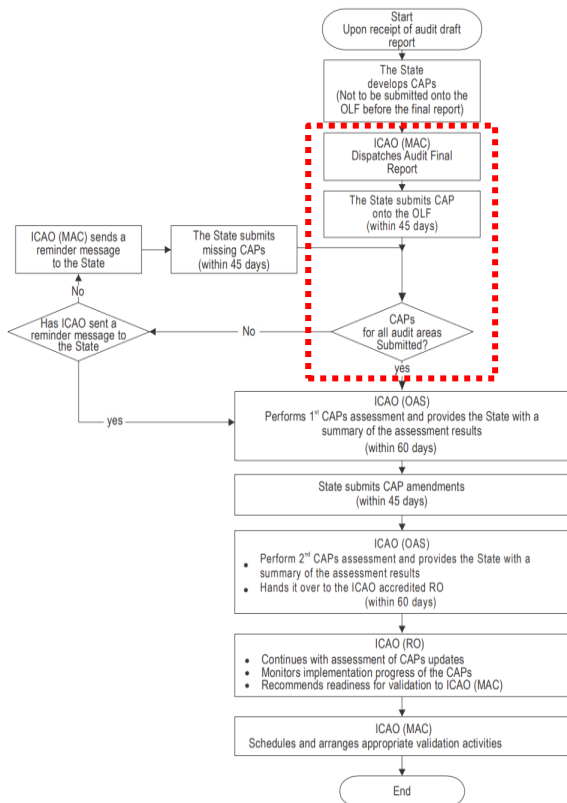 Start
Upon receipt of audit draft
report
The State
develops CAPs
(Not to be submitted onto the
OLF before the final report)
ICAO (MAC)
Dispatches Audit Final
Report
The State submits CAP
onto the OLF
(within 45 days)
ICAO (MAC) sends a
reminder message
to the State
The State submits
missing CAPs
(within 45 days)
No
Has ICAO sent a
reminder message to
the State
No
CAPs
for all audit areas
Submitted?
yes
yes
ICAO (OAS)
Performs 1st CAPs assessment and provides the State with a
summary of the assessment results
(within 60 days)
State submits CAP amendments
(within 45 days)
ICAO (OAS)
• Perform 2nd CAPs assessment and provides the State with a
summary of the assessment results
• Hands it over to the ICAO accredited RO
(within 60 days)
ICAO (RO)
• Continues with assessment of CAPs updates
• Monitors implementation progress of the CAPs
• Recommends readiness for validation to ICAO (MAC)
ICAO (MAC)
Schedules and arranges appropriate validation activities
End